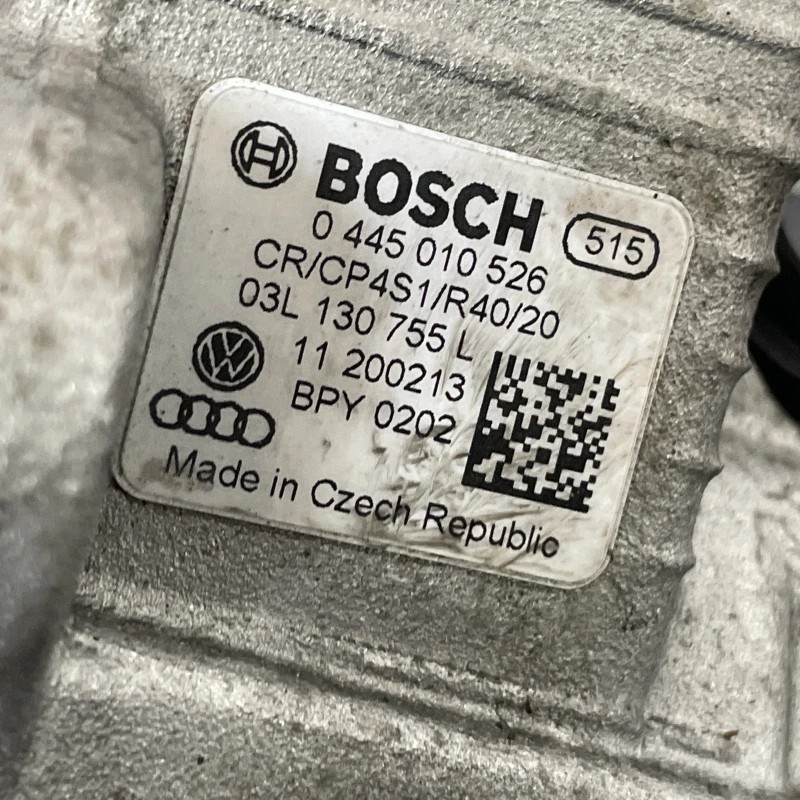 BOSCH 515
0 445 010 526
CR/CP4S1/R40/20
03L 130 755 L
11 200213
BPY 0202
Made in Czech Republic